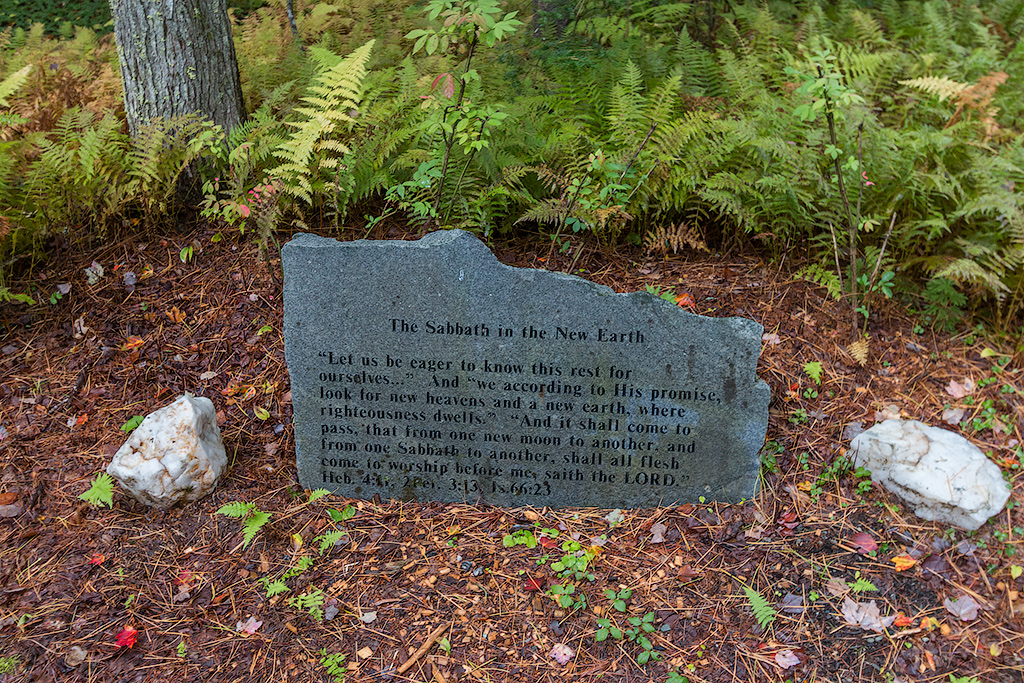 The Sabbath in the New Earth
“Let us be eager to know this rest for
ourselves...” And “we according to His promise,
look for new heavens and a new earth, where
righteousness dwells.” “And it shall come to
pass, that from one new moon to another, and
from one Sabbath to another, shall all flesh
come to worship before me, saith the LORD.”
Heb. 3:13 Is.66:23